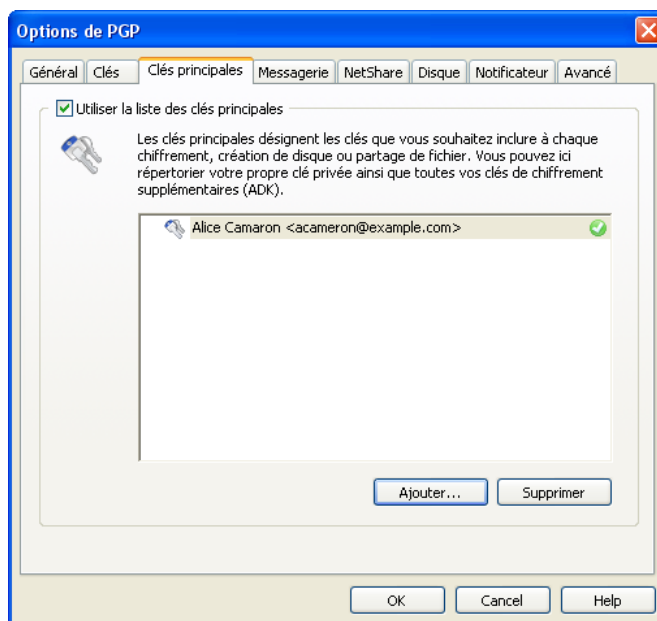 Options de PGP
Général Clés Clés principales Messagerie NetShare Disque Notificateur Avancé
Utiliser la liste des clés principales
Les clés principales désignent les clés que vous souhaitez inclure à chaque
chiffrement, création de disque ou partage de fichier. Vous pouvez ici
répertorier votre propre clé privée ainsi que toutes vos clés de chiffrement
supplémentaires (ADK).
Alice Camaron <acameron@example.com>
Ajouter... Supprimer
OK Cancel Help